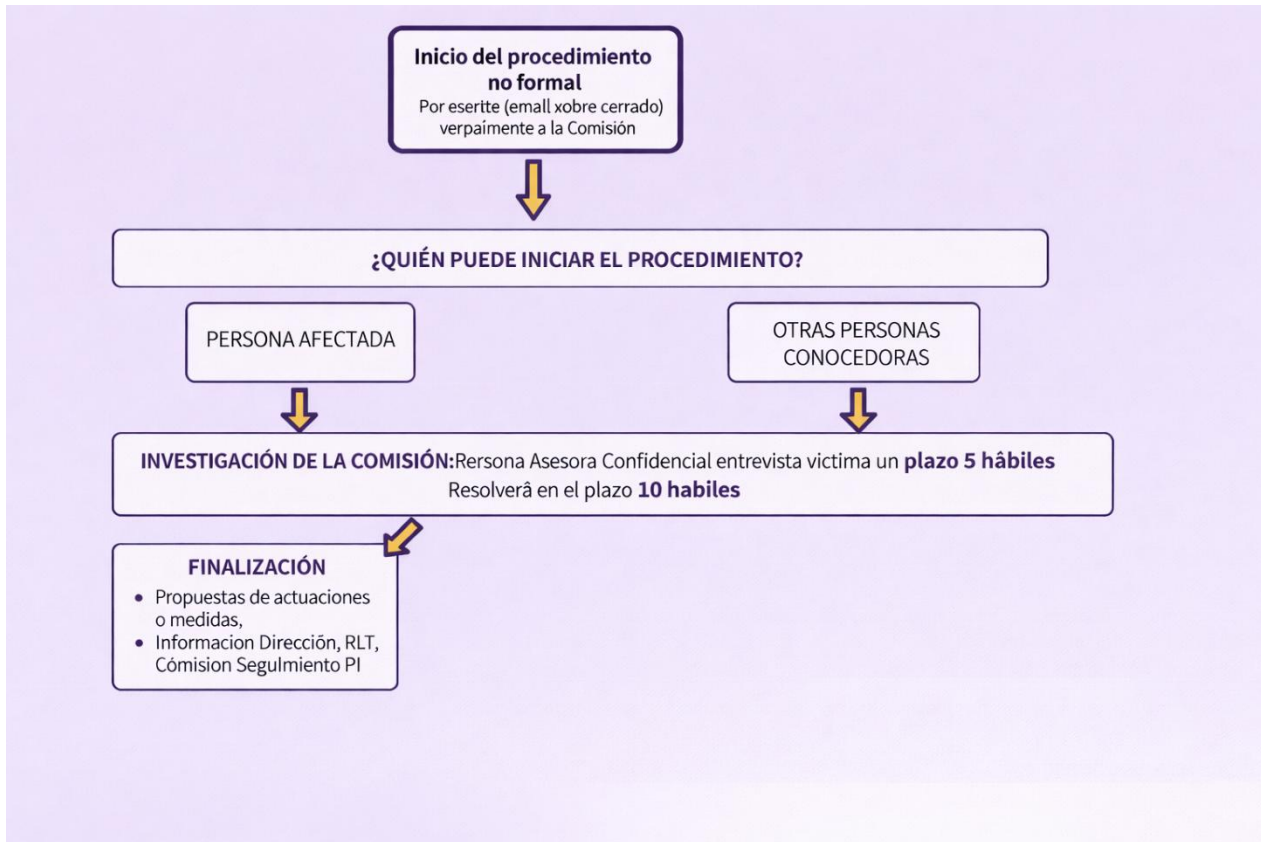 Inicio del procedimiento
no formal
Por esertte (emall xobre cerrado)
verpaímente a la Comisión
¿QUIÉN PUEDE INICIAR EL PROCEDIMIENTO?
PERSONA AFECTADA
OTRAS PERSONAS
CONOCEDORAS
INVESTIGACIÓN DE LA COMISIÓN:Rersona Asesora Confidencial entrevista victima un plazo 5 hâbiles
Resolverâ en el plazo 10 habiles
FINALIZACIÓN
• Propuestas de actuaciones
o medidas,
• Informacion Dirección, RLT,
Cómision Segulmiento PI